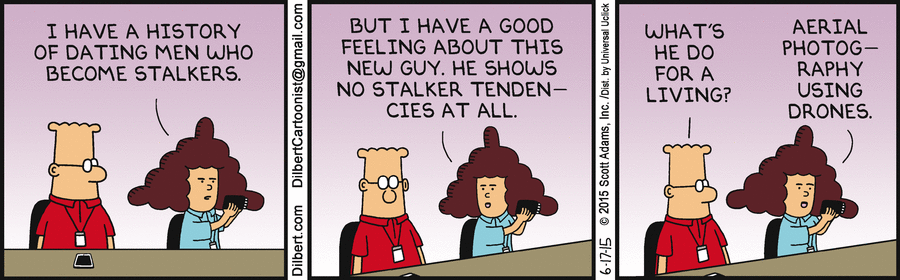 I HAVE A HISTORY
OF DATING MEN WHO
BECOME STALKERS.
Dilbert.com DilbertCartoonist@gmail.com
BUT I HAVE A GOOD
FEELING ABOUT THIS
NEW GUY. HE SHOWS
NO STALKER TENDEN-
CIES AT ALL.
6-17-15 © 2015 Scott Adams, Inc. /Dist. by Universal Uclick
WHAT'S
HE DO
FOR A
LIVING?
AERIAL
PHOTOG-
RAPHY
USING
DRONES.